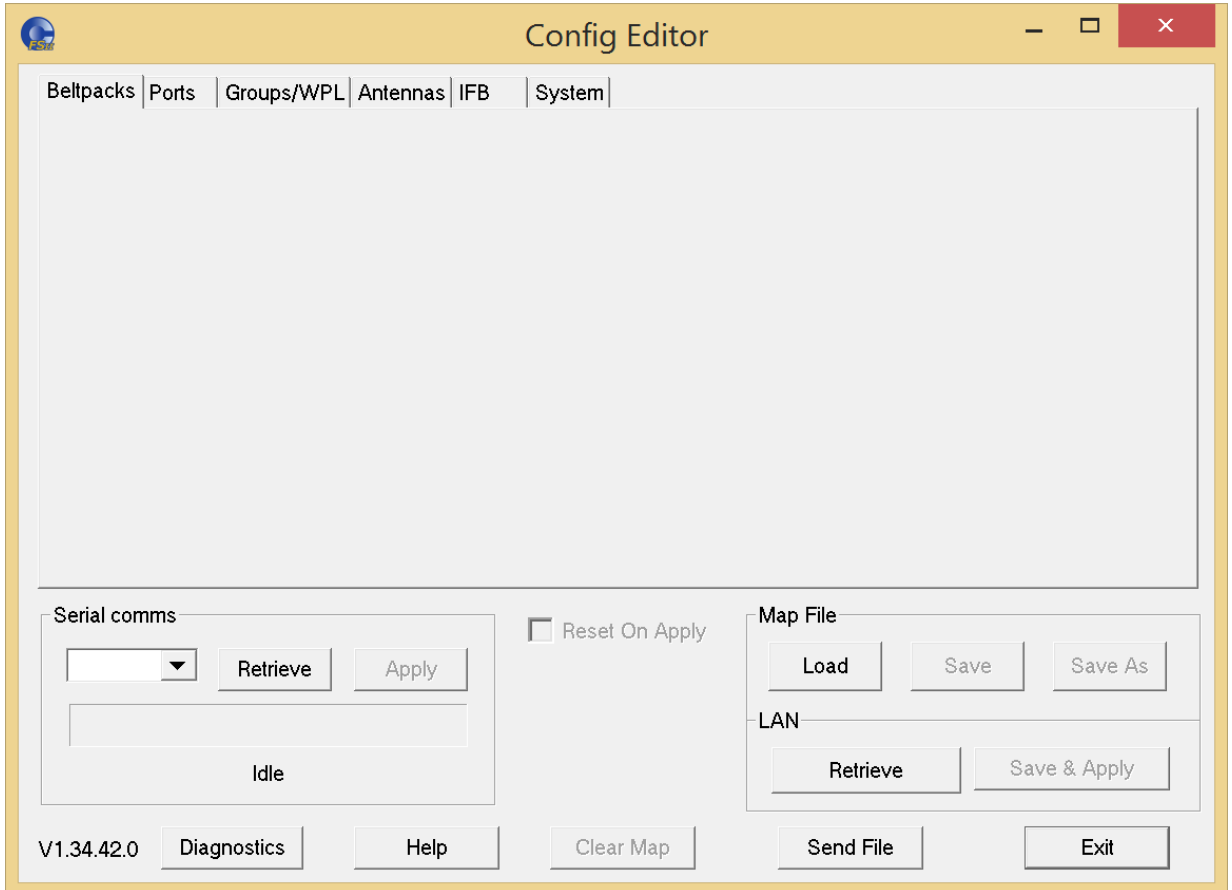 Config Editor
Beltpacks Ports Groups/WPL Antennas IFB System
Serial comms
Retrieve Apply
Idle
Reset On Apply
Map File
Load Save Save As
LAN
Retrieve Save & Apply
V1.34.42.0 Diagnostics Help Clear Map Send File Exit